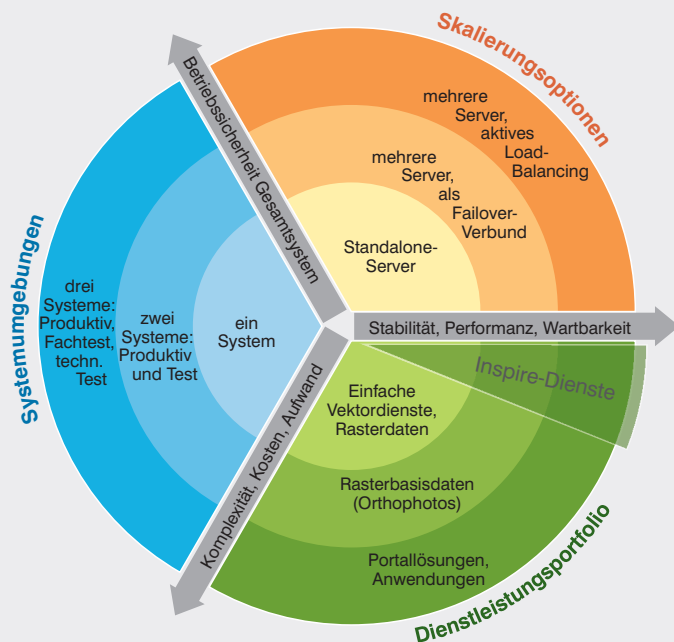 Skalierungsoptionen
mehrere
Server,
aktives
Load-
Balancing
mehrere
Server,
als
Failover-
Verbund
Standalone-
Server
Betriebssicherheit Gesamtsystem
Systemumgebungen
drei
Systeme:
Produktiv,
Fachtest,
techn.
Test
zwei
Systeme:
Produktiv
und Test
ein
System
Stabilität, Performanz, Wartbarkeit
Inspire-Dienste
Einfache
Vektordienste,
Rasterdaten
Rasterbasisdaten
(Orthophotos)
Portallösungen,
Anwendungen
Komplexität, Kosten, Aufwand
Dienstleistungsportfolio